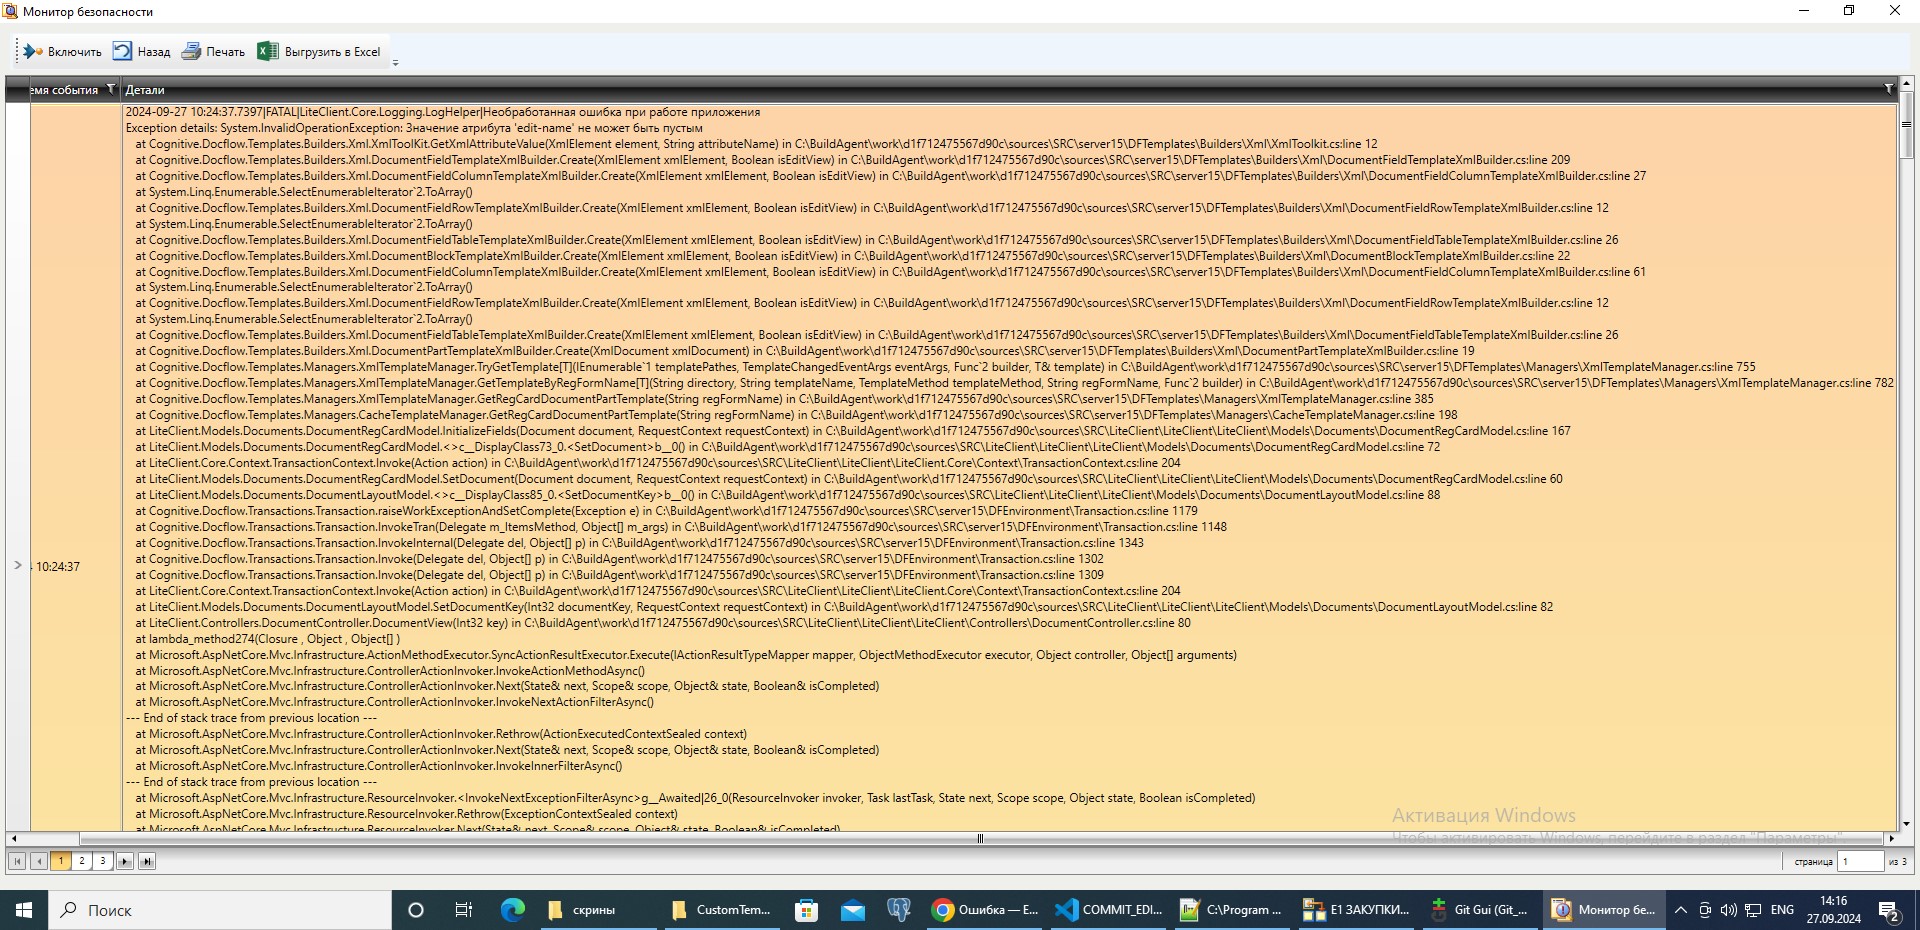 Монитор безопасности
Включить Назад Печать Выгрузить в Excel
емя события Детали
2024-09-27 10:24:37.7397|FATAL|LiteClient.Core.Logging.LogHelper|Необработанная ошибка при работе приложения
Exception details: System.InvalidOperationException: Значение атрибута 'edit-name' не может быть пустым
at Cognitive.Docflow.Templates.Builders.Xml.XmlToolKit.GetXmlAttributeValue(XmlElement element, String attributeName) in C:\BuildAgent\work\d1f712475567d90c\sources\SRC\server15\DFTemplates\Builders\Xml\XmlToolkit.cs:line 12
at Cognitive.Docflow.Templates.Builders.Xml.DocumentFieldTemplateXmlBuilder.Create(XmlElement xmlElement, Boolean isEditView) in C:\BuildAgent\work\d1f712475567d90c\sources\SRC\server15\DFTemplates\Builders\Xml\DocumentFieldTemplateXmlBuilder.cs:line 209
at Cognitive.Docflow.Templates.Builders.Xml.DocumentFieldColumnTemplateXmlBuilder.Create(XmlElement xmlElement, Boolean isEditView) in C:\BuildAgent\work\d1f712475567d90c\sources\SRC\server15\DFTemplates\Builders\Xml\DocumentFieldColumnTemplateXmlBuilder.cs:line 27
at System.Linq.Enumerable.SelectEnumerableIterator`2.ToArray()
at Cognitive.Docflow.Templates.Builders.Xml.DocumentFieldRowTemplateXmlBuilder.Create(XmlElement xmlElement, Boolean isEditView) in C:\BuildAgent\work\d1f712475567d90c\sources\SRC\server15\DFTemplates\Builders\Xml\DocumentFieldRowTemplateXmlBuilder.cs:line 12
at System.Linq.Enumerable.SelectEnumerableIterator`2.ToArray()
at Cognitive.Docflow.Templates.Builders.Xml.DocumentFieldTableTemplateXmlBuilder.Create(XmlElement xmlElement, Boolean isEditView) in C:\BuildAgent\work\d1f712475567d90c\sources\SRC\server15\DFTemplates\Builders\Xml\DocumentFieldTableTemplateXmlBuilder.cs:line 26
at Cognitive.Docflow.Templates.Builders.Xml.DocumentBlockTemplateXmlBuilder.Create(XmlElement xmlElement, Boolean isEditView) in C:\BuildAgent\work\d1f712475567d90c\sources\SRC\server15\DFTemplates\Builders\Xml\DocumentBlockTemplateXmlBuilder.cs:line 22
at Cognitive.Docflow.Templates.Builders.Xml.DocumentFieldColumnTemplateXmlBuilder.Create(XmlElement xmlElement, Boolean isEditView) in C:\BuildAgent\work\d1f712475567d90c\sources\SRC\server15\DFTemplates\Builders\Xml\DocumentFieldColumnTemplateXmlBuilder.cs:line 61
at System.Linq.Enumerable.SelectEnumerableIterator`2.ToArray()
at Cognitive.Docflow.Templates.Builders.Xml.DocumentFieldRowTemplateXmlBuilder.Create(XmlElement xmlElement, Boolean isEditView) in C:\BuildAgent\work\d1f712475567d90c\sources\SRC\server15\DFTemplates\Builders\Xml\DocumentFieldRowTemplateXmlBuilder.cs:line 12
at System.Linq.Enumerable.SelectEnumerableIterator`2.ToArray()
at Cognitive.Docflow.Templates.Builders.Xml.DocumentFieldTableTemplateXmlBuilder.Create(XmlElement xmlElement, Boolean isEditView) in C:\BuildAgent\work\d1f712475567d90c\sources\SRC\server15\DFTemplates\Builders\Xml\DocumentFieldTableTemplateXmlBuilder.cs:line 26
at Cognitive.Docflow.Templates.Builders.Xml.DocumentPartTemplateXmlBuilder.Create(XmlDocument xmlDocument) in C:\BuildAgent\work\d1f712475567d90c\sources\SRC\server15\DFTemplates\Builders\Xml\DocumentPartTemplateXmlBuilder.cs:line 19
at Cognitive.Docflow.Templates.Managers.XmlTemplateManager.TryGetTemplate[T](IEnumerable`1 templatePathes, TemplateChangedEventArgs eventArgs, Func`2 builder, T& template) in C:\BuildAgent\work\d1f712475567d90c\sources\SRC\server15\DFTemplates\Managers\XmlTemplateManager.cs:line 755
at Cognitive.Docflow.Templates.Managers.XmlTemplateManager.GetTemplateByRegFormName[T](String directory, String templateName, TemplateMethod templateMethod, String regFormName, Func`2 builder) in C:\BuildAgent\work\d1f712475567d90c\sources\SRC\server15\DFTemplates\Managers\XmlTemplateManager.cs:line 782
at Cognitive.Docflow.Templates.Managers.XmlTemplateManager.GetRegCardDocumentPartTemplate(String regFormName) in C:\BuildAgent\work\d1f712475567d90c\sources\SRC\server15\DFTemplates\Managers\XmlTemplateManager.cs:line 385
at Cognitive.Docflow.Templates.Managers.CacheTemplateManager.GetRegCardDocumentPartTemplate(String regFormName) in C:\BuildAgent\work\d1f712475567d90c\sources\SRC\server15\DFTemplates\Managers\CacheTemplateManager.cs:line 198
at LiteClient.Models.Documents.DocumentRegCardModel.InitializeFields(Document document, RequestContext requestContext) in C:\BuildAgent\work\d1f712475567d90c\sources\SRC\LiteClient\LiteClient\LiteClient\Models\Documents\DocumentRegCardModel.cs:line 167
at LiteClient.Models.Documents.DocumentRegCardModel.<>c__DisplayClass73_0.<SetDocument>b__0() in C:\BuildAgent\work\d1f712475567d90c\sources\SRC\LiteClient\LiteClient\LiteClient\Models\Documents\DocumentRegCardModel.cs:line 72
at LiteClient.Core.Context.TransactionContext.Invoke(Action action) in C:\BuildAgent\work\d1f712475567d90c\sources\SRC\LiteClient\LiteClient\LiteClient.Core\Context\TransactionContext.cs:line 204
at LiteClient.Models.Documents.DocumentRegCardModel.SetDocument(Document document, RequestContext requestContext) in C:\BuildAgent\work\d1f712475567d90c\sources\SRC\LiteClient\LiteClient\LiteClient\Models\Documents\DocumentRegCardModel.cs:line 60
at LiteClient.Models.Documents.DocumentLayoutModel.<>c__DisplayClass85_0.<SetDocumentKey>b__0() in C:\BuildAgent\work\d1f712475567d90c\sources\SRC\LiteClient\LiteClient\LiteClient\Models\Documents\DocumentLayoutModel.cs:line 88
at Cognitive.Docflow.Transactions.Transaction.raiseWorkExceptionAndSetComplete(Exception e) in C:\BuildAgent\work\d1f712475567d90c\sources\SRC\server15\DFEnvironment\Transaction.cs:line 1179
at Cognitive.Docflow.Transactions.Transaction.InvokeTran(Delegate m_ItemsMethod, Object[] m_args) in C:\BuildAgent\work\d1f712475567d90c\sources\SRC\server15\DFEnvironment\Transaction.cs:line 1148
at Cognitive.Docflow.Transactions.Transaction.InvokeInternal(Delegate del, Object[] p) in C:\BuildAgent\work\d1f712475567d90c\sources\SRC\server15\DFEnvironment\Transaction.cs:line 1343
at Cognitive.Docflow.Transactions.Transaction.Invoke(Delegate del, Object[] p) in C:\BuildAgent\work\d1f712475567d90c\sources\SRC\server15\DFEnvironment\Transaction.cs:line 1302
10:24:37
at Cognitive.Docflow.Transactions.Transaction.Invoke(Delegate del, Object[] p) in C:\BuildAgent\work\d1f712475567d90c\sources\SRC\server15\DFEnvironment\Transaction.cs:line 1309
at LiteClient.Core.Context.TransactionContext.Invoke(Action action) in C:\BuildAgent\work\d1f712475567d90c\sources\SRC\LiteClient\LiteClient\LiteClient.Core\Context\TransactionContext.cs:line 204
at LiteClient.Models.Documents.DocumentLayoutModel.SetDocumentKey(Int32 documentKey, RequestContext requestContext) in C:\BuildAgent\work\d1f712475567d90c\sources\SRC\LiteClient\LiteClient\LiteClient\Models\Documents\DocumentLayoutModel.cs:line 82
at LiteClient.Controllers.DocumentController.DocumentView(Int32 key) in C:\BuildAgent\work\d1f712475567d90c\sources\SRC\LiteClient\LiteClient\LiteClient\Controllers\DocumentController.cs:line 80
at lambda_method274(Closure , Object , Object[] )
at Microsoft.AspNetCore.Mvc.Infrastructure.ActionMethodExecutor.SyncActionResultExecutor.Execute(IActionResultTypeMapper mapper, ObjectMethodExecutor executor, Object controller, Object[] arguments)
at Microsoft.AspNetCore.Mvc.Infrastructure.ControllerActionInvoker.InvokeActionMethodAsync()
at Microsoft.AspNetCore.Mvc.Infrastructure.ControllerActionInvoker.Next(State& next, Scope& scope, Object& state, Boolean& isCompleted)
at Microsoft.AspNetCore.Mvc.Infrastructure.ControllerActionInvoker.InvokeNextActionFilterAsync()
--- End of stack trace from previous location ---
at Microsoft.AspNetCore.Mvc.Infrastructure.ControllerActionInvoker.Rethrow(ActionExecutedContextSealed context)
at Microsoft.AspNetCore.Mvc.Infrastructure.ControllerActionInvoker.Next(State& next, Scope& scope, Object& state, Boolean& isCompleted)
at Microsoft.AspNetCore.Mvc.Infrastructure.ControllerActionInvoker.InvokeInnerFilterAsync()
--- End of stack trace from previous location ---
at Microsoft.AspNetCore.Mvc.Infrastructure.ResourceInvoker.<InvokeNextExceptionFilterAsync>g__Awaited|26_0(ResourceInvoker invoker, Task lastTask, State next, Scope scope, Object state, Boolean isCompleted)
at Microsoft.AspNetCore.Mvc.Infrastructure.ResourceInvoker.Rethrow(ExceptionContextSealed context)
at Microsoft.AspNetCore.Mvc.Infrastructure.ResourceInvoker.Next(State& next, Scope& scope, Object& state, Boolean& isCompleted)
Активация Windows
Чтобы активировать Windows, перейдите в раздел "Параметры".
1 2 3 страница 1 из 3
Поиск скрины CustomTem... Ошибка — Е... COMMIT_EDI... C:\Program ... Е1 ЗАКУПКИ... Git Gui (Git_... Монитор бе... ENG 14:16
27.09.2024 2